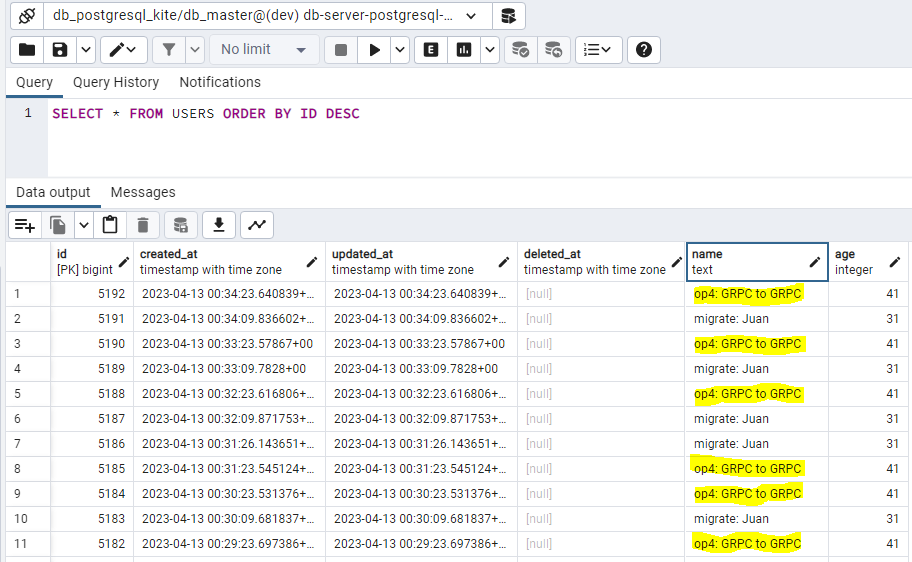 db_postgresql_kite/db_master@(dev) db-server-postgresql-...
No limit
E
Query Query History Notifications
1 SELECT * FROM USERS ORDER BY ID DESC
Data output Messages
id created_at updated_at deleted_at name age
[PK] bigint timestamp with time zone timestamp with time zone timestamp with time zone text integer
1 5192 2023-04-13 00:34:23.640839+... 2023-04-13 00:34:23.640839+... [null] op4: GRPC to GRPC 41
2 5191 2023-04-13 00:34:09.836602+... 2023-04-13 00:34:09.836602+... [null] migrate: Juan 31
3 5190 2023-04-13 00:33:23.57867+00 2023-04-13 00:33:23.57867+00 [null] op4: GRPC to GRPC 41
4 5189 2023-04-13 00:33:09.7828+00 2023-04-13 00:33:09.7828+00 [null] migrate: Juan 31
5 5188 2023-04-13 00:32:23.616806+... 2023-04-13 00:32:23.616806+... [null] op4: GRPC to GRPC 41
6 5187 2023-04-13 00:32:09.871753+... 2023-04-13 00:32:09.871753+... [null] migrate: Juan 31
7 5186 2023-04-13 00:31:26.143651+... 2023-04-13 00:31:26.143651+... [null] migrate: Juan 31
8 5185 2023-04-13 00:31:23.545124+... 2023-04-13 00:31:23.545124+... [null] op4: GRPC to GRPC 41
9 5184 2023-04-13 00:30:23.531376+... 2023-04-13 00:30:23.531376+... [null] op4: GRPC to GRPC 41
10 5183 2023-04-13 00:30:09.681837+... 2023-04-13 00:30:09.681837+... [null] migrate: Juan 31
11 5182 2023-04-13 00:29:23.697386+... 2023-04-13 00:29:23.697386+... [null] op4: GRPC to GRPC 41